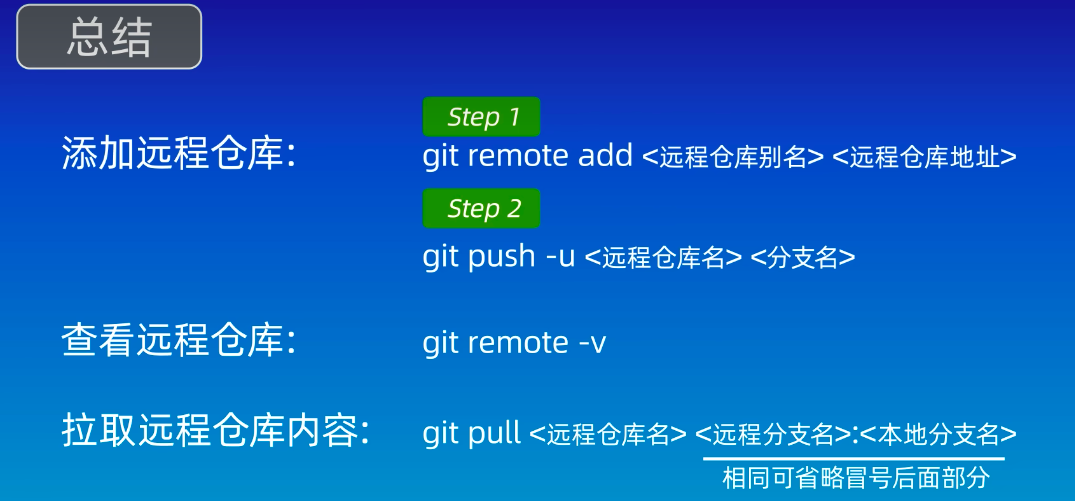 总结
Step 1
添加远程仓库: git remote add <远程仓库别名> <远程仓库地址>
Step 2
git push -u <远程仓库名> <分支名>
查看远程仓库: git remote -v
拉取远程仓库内容: git pull <远程仓库名> <远程分支名>:<本地分支名>
相同可省略冒号后面部分